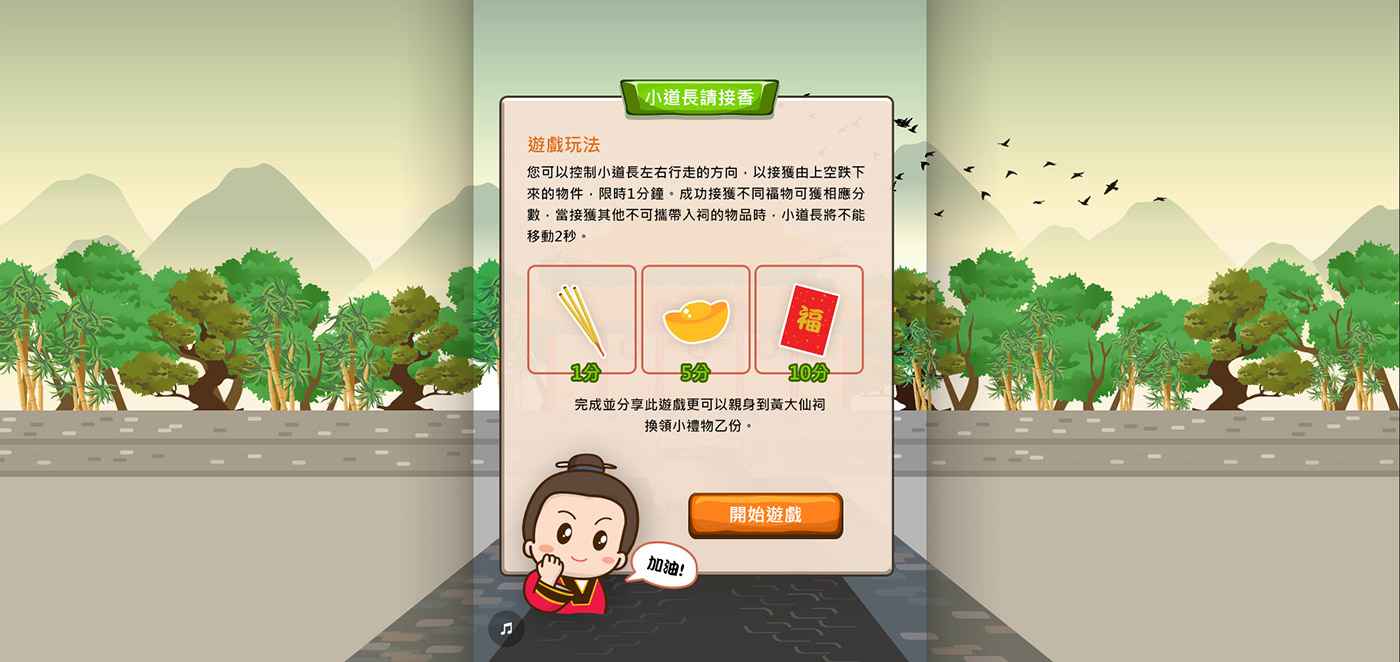 小道長請接香
遊戲玩法
您可以控制小道長左右行走的方向，以接獲由上空跌下
來的物件，限時1分鐘。成功接獲不同福物可獲相應分
數，當接獲其他不可攜帶入祠的物品時，小道長將不能
移動2秒。
福
1分
5分
10分
完成並分享此遊戲更可以親身到黃大仙祠
換領小禮物乙份。
開始遊戲
加油!